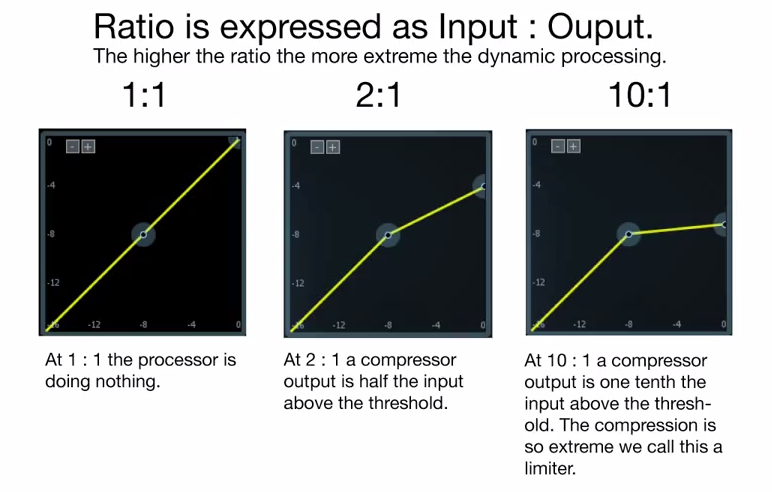 Ratio is expressed as Input : Ouput.
The higher the ratio the more extreme the dynamic processing.
1:1
2:1
10:1
0
- +
-4
-8
-12
-16 -12 -8 -4 0
0
- +
-4
-8
-12
-16 -12 -8 -4 0
0
- +
-4
-8
-12
-16 -12 -8 -4 0
At 1 : 1 the processor is
doing nothing.
At 2 : 1 a compressor
output is half the input
above the threshold.
At 10 : 1 a compressor
output is one tenth the
input above the thresh-
old. The compression is
so extreme we call this a
limiter.